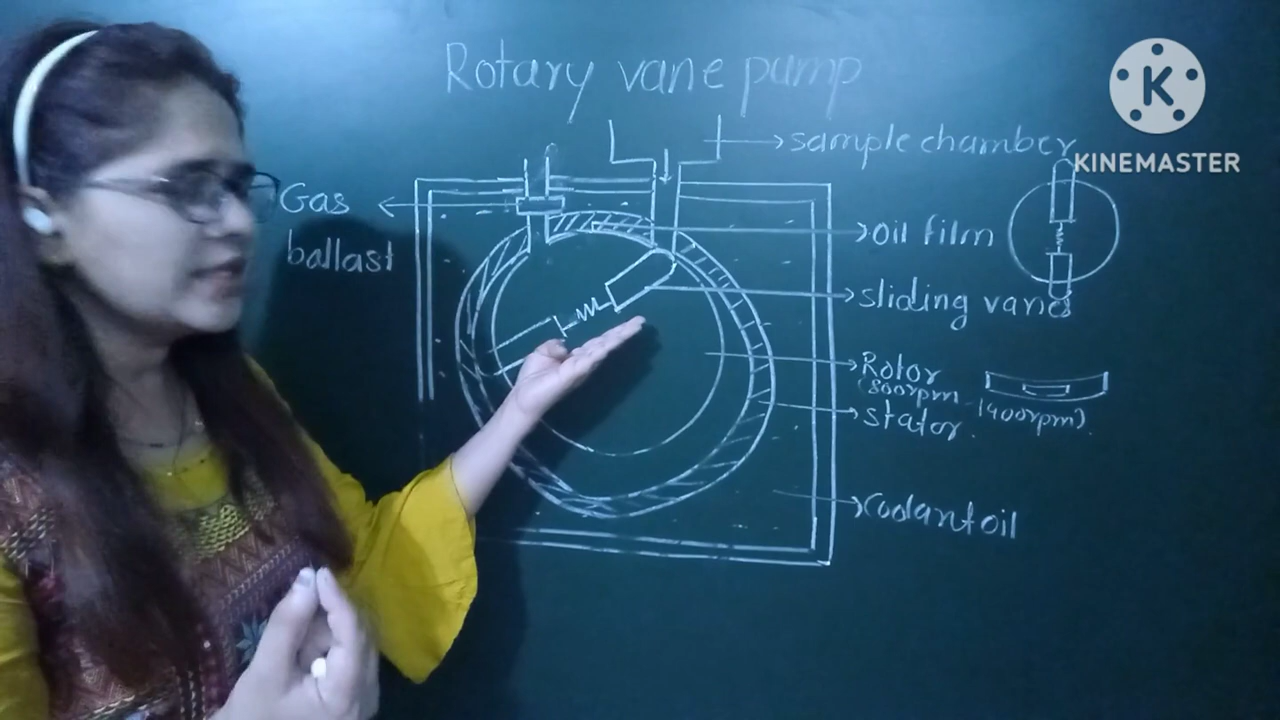 Rotary vane pump
K
KINEMASTER
sample chamber
Gas
ballast
oil film
sliding vanes
Rotor
(800rpm - 1400rpm).
stator.
coolant oil